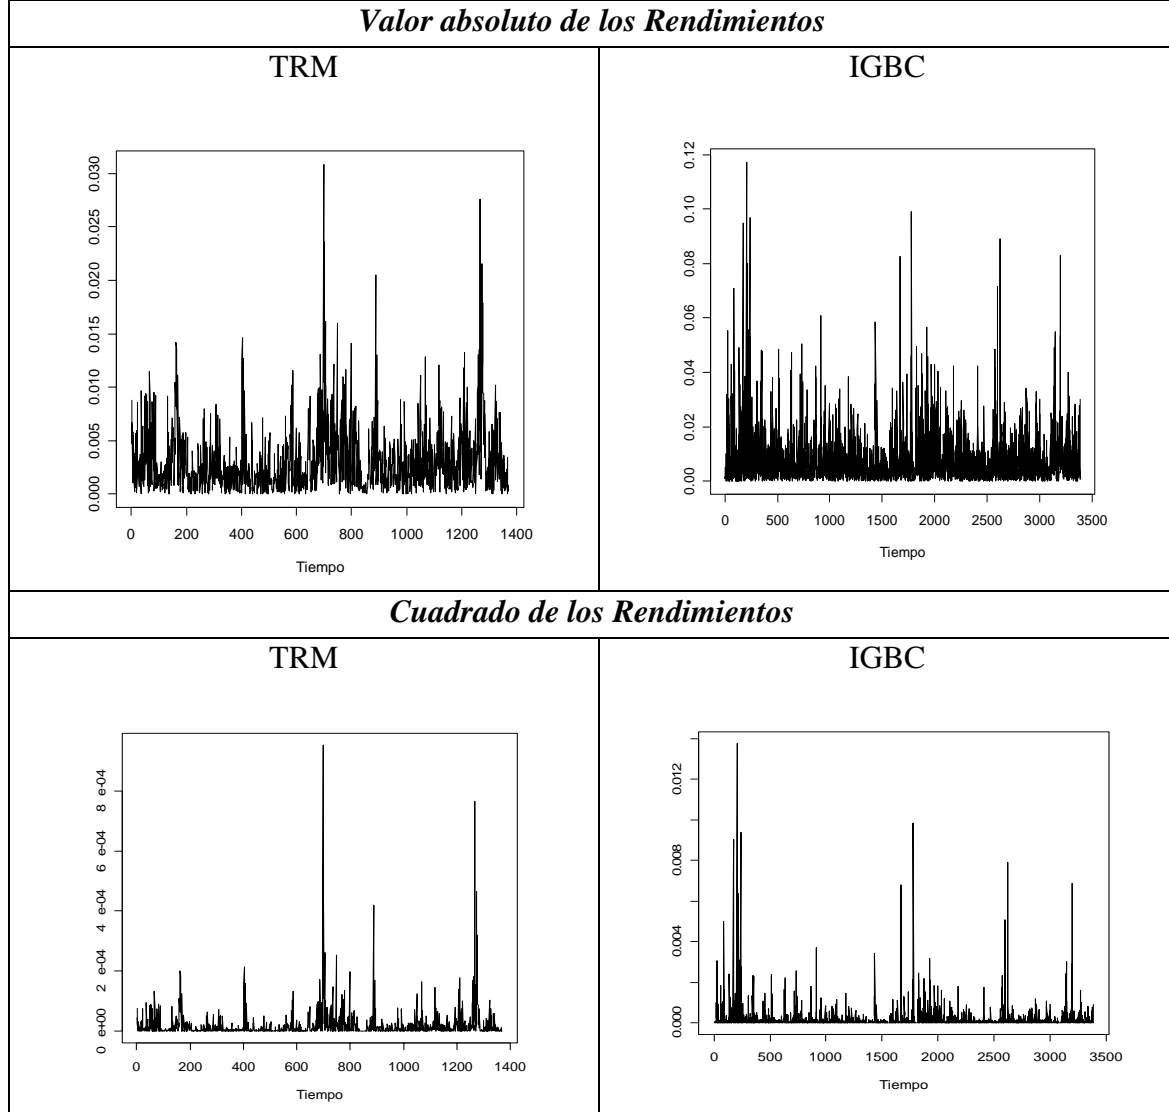 Valor absoluto de los Rendimientos
TRM
IGBC
0.030
0.025
0.020
0.015
0.010
0.005
0.000
0 200 400 600 800 1000 1200 1400
Tiempo
0.12
0.10
0.08
0.06
0.04
0.02
0.00
0 500 1000 1500 2000 2500 3000 3500
Tiempo
Cuadrado de los Rendimientos
TRM
IGBC
8 e-04
6 e-04
4 e-04
2 e-04
0 e+00
0 200 400 600 800 1000 1200 1400
Tiempo
0.012
0.008
0.004
0.000
0 500 1000 1500 2000 2500 3000 3500
Tiempo